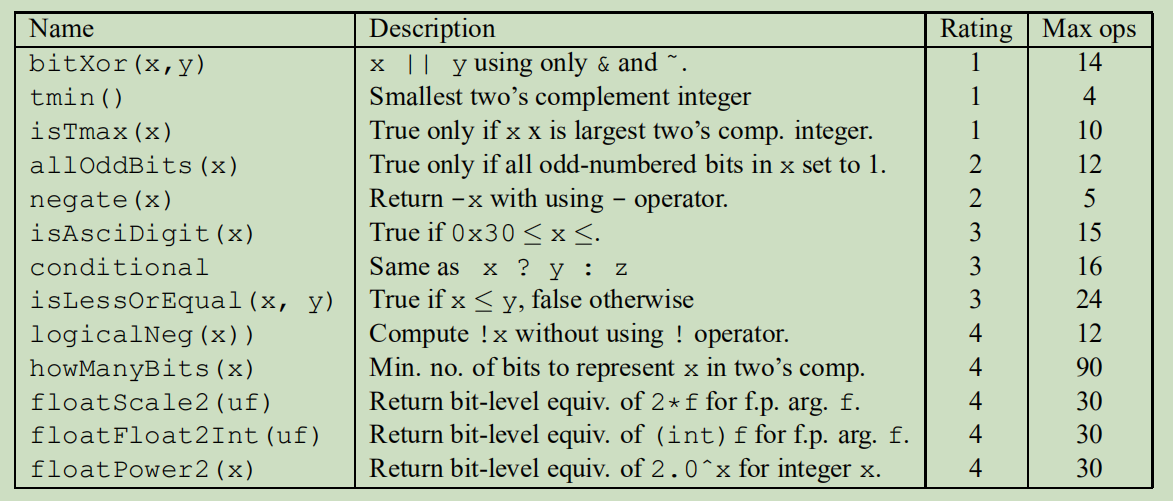 Name Description Rating Max ops
bitXor(x,y) x || y using only & and ~. 1 14
tmin() Smallest two's complement integer 1 4
isTmax(x) True only if x x is largest two's comp. integer. 1 10
allOddBits(x) True only if all odd-numbered bits in x set to 1. 2 12
negate(x) Return -x with using - operator. 2 5
isAsciDigit(x) True if 0x30 ≤ x ≤. 3 15
conditional Same as x ? y : z 3 16
isLessOrEqual(x, y) True if x ≤ y, false otherwise 3 24
logicalNeg(x)) Compute !x without using ! operator. 4 12
howManyBits(x) Min. no. of bits to represent x in two's comp. 4 90
floatScale2(uf) Return bit-level equiv. of 2*f for f.p. arg. f. 4 30
floatFloat2Int(uf) Return bit-level equiv. of (int)f for f.p. arg. f. 4 30
floatPower2(x) Return bit-level equiv. of 2.0^x for integer x. 4 30